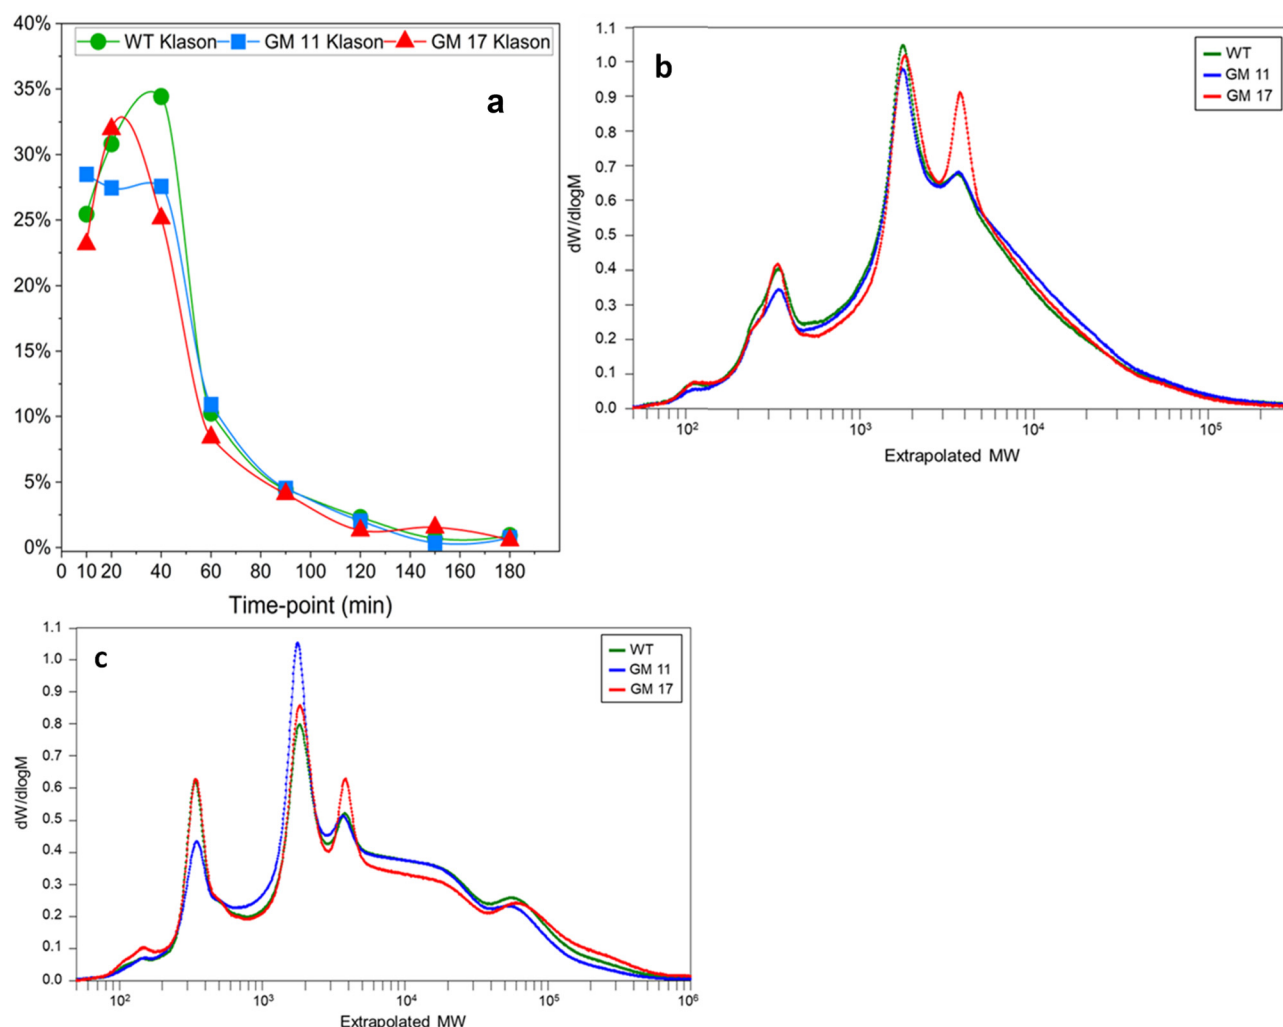 40%
WT Klason GM 11 Klason GM 17 Klason
35%
a
30%
25%
20%
15%
10%
5%
0%
0 10 20 40 60 80 100 120 140 160 180
Time-point (min)
1.1
b
WT
GM 11
GM 17
1.0
0.9
0.8
0.7
0.6
0.5
0.4
0.3
0.2
0.1
0.0
dW/dlogM
10² 10³ 10⁴ 10⁵
Extrapolated MW
1.1
c
WT
GM 11
GM 17
1.0
0.9
0.8
0.7
0.6
0.5
0.4
0.3
0.2
0.1
0.0
dW/dlogM
10² 10³ 10⁴ 10⁵ 10⁶
Extrapolated MW